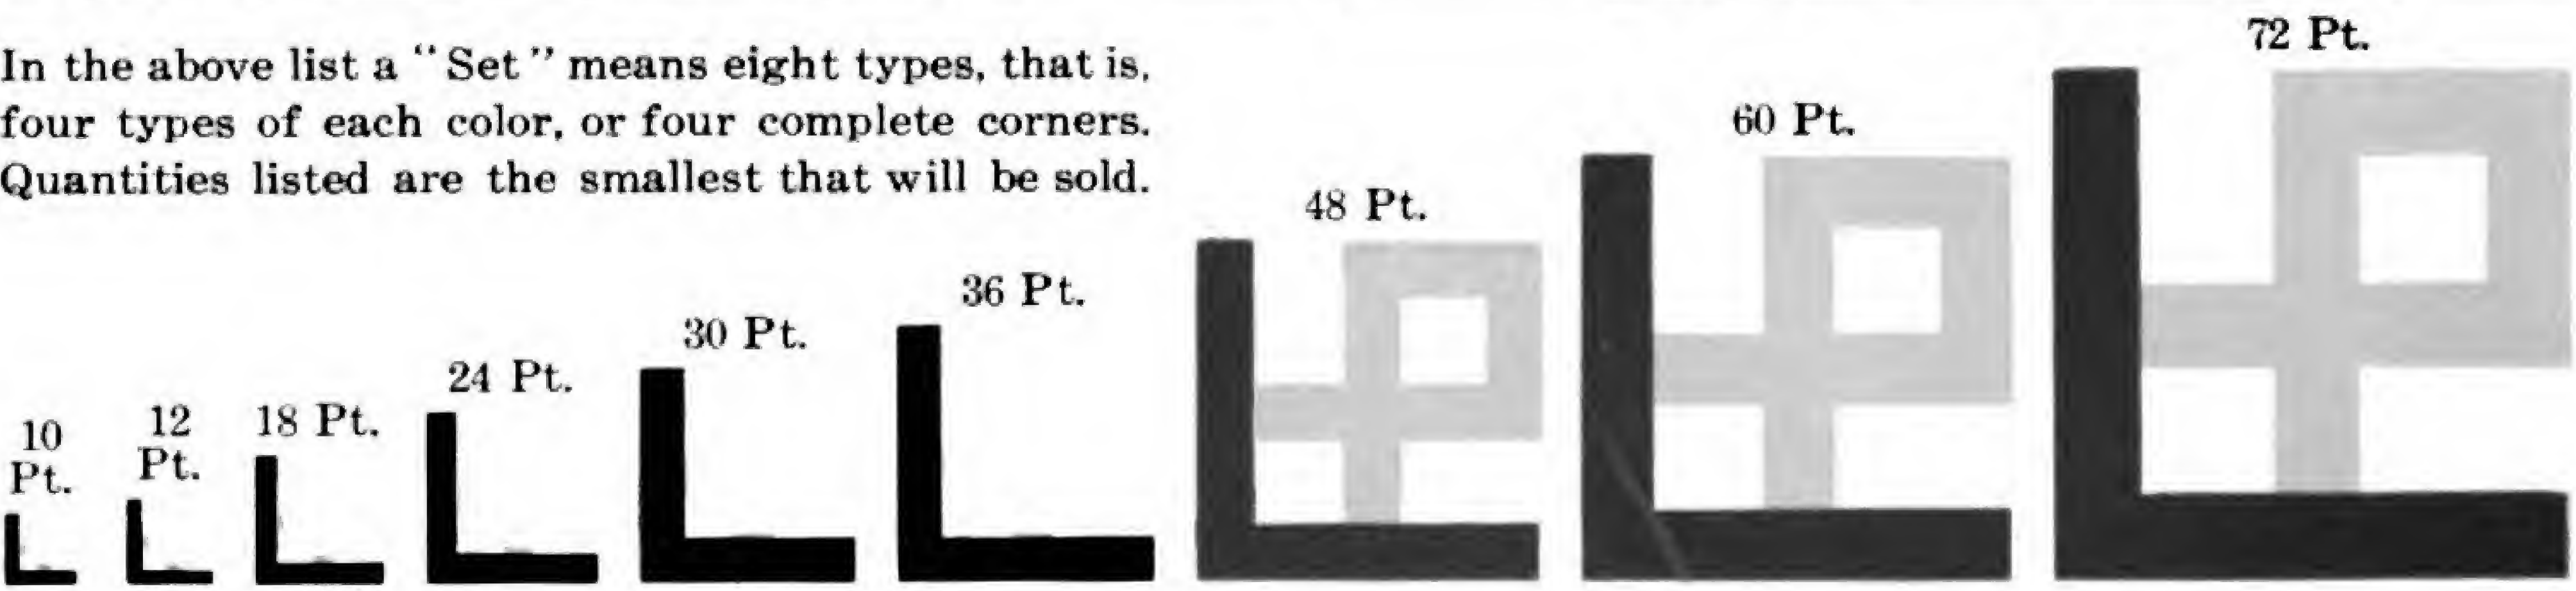 In the above list a “Set” means eight types, that is,
four types of each color, or four complete corners.
Quantities listed are the smallest that will be sold.
10
Pt.
12
Pt.
18 Pt.
24 Pt.
30 Pt.
36 Pt.
48 Pt.
60 Pt.
72 Pt.